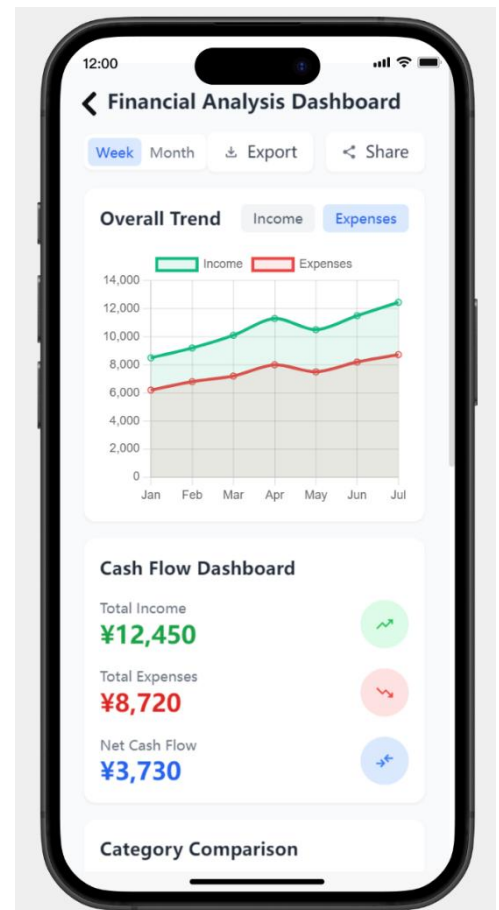 12:00
Financial Analysis Dashboard
Week Month Export Share
Overall Trend Income Expenses
Income Expenses
14,000
12,000
10,000
8,000
6,000
4,000
2,000
0
Jan Feb Mar Apr May Jun Jul
Cash Flow Dashboard
Total Income
¥12,450
Total Expenses
¥8,720
Net Cash Flow
¥3,730
Category Comparison